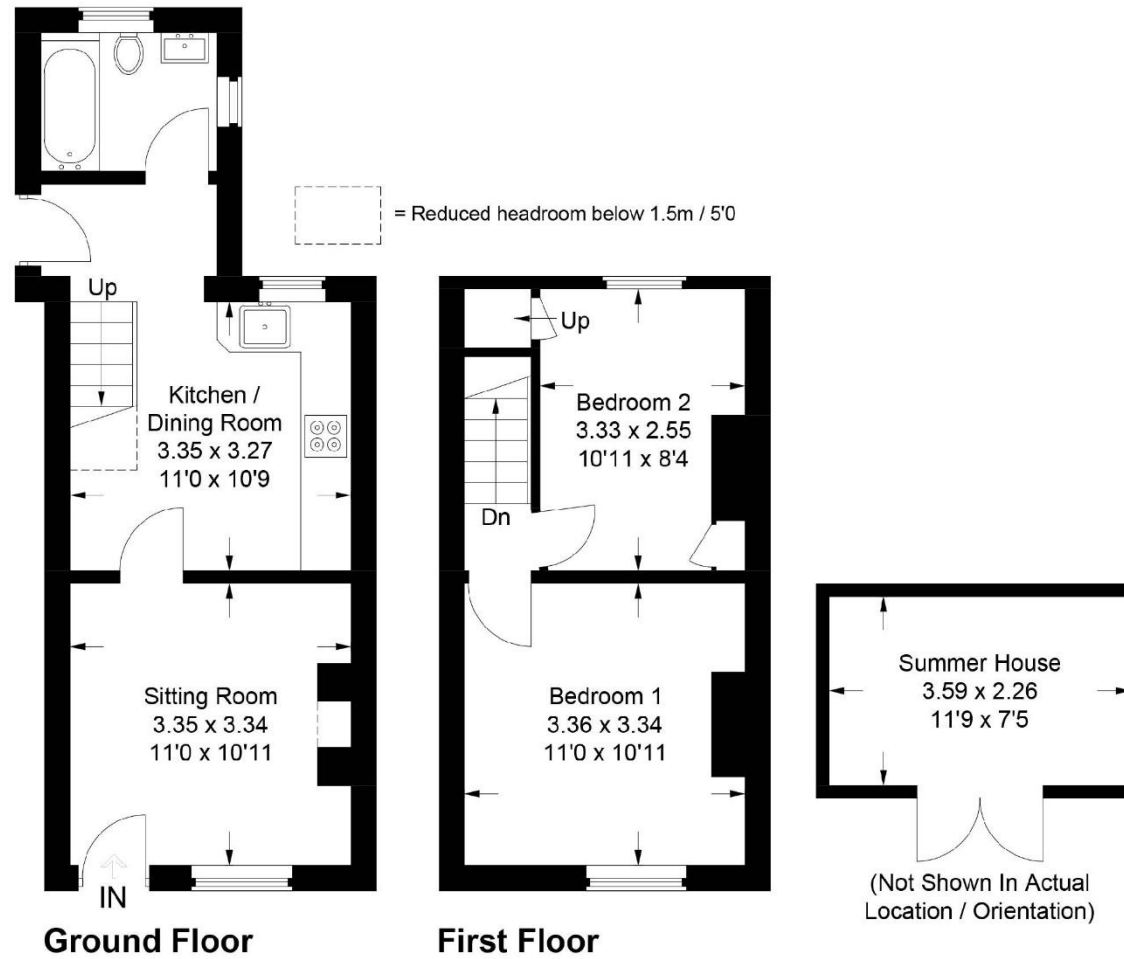 = Reduced headroom below 1.5m / 5'0
Up
Kitchen /
Dining Room
3.35 x 3.27
11'0 x 10'9
Sitting Room
3.35 x 3.34
11'0 x 10'11
IN
Ground Floor
Up
Bedroom 2
3.33 x 2.55
10'11 x 8'4
Dn
Bedroom 1
3.36 x 3.34
11'0 x 10'11
First Floor
Summer House
3.59 x 2.26
11'9 x 7'5
(Not Shown In Actual
Location / Orientation)